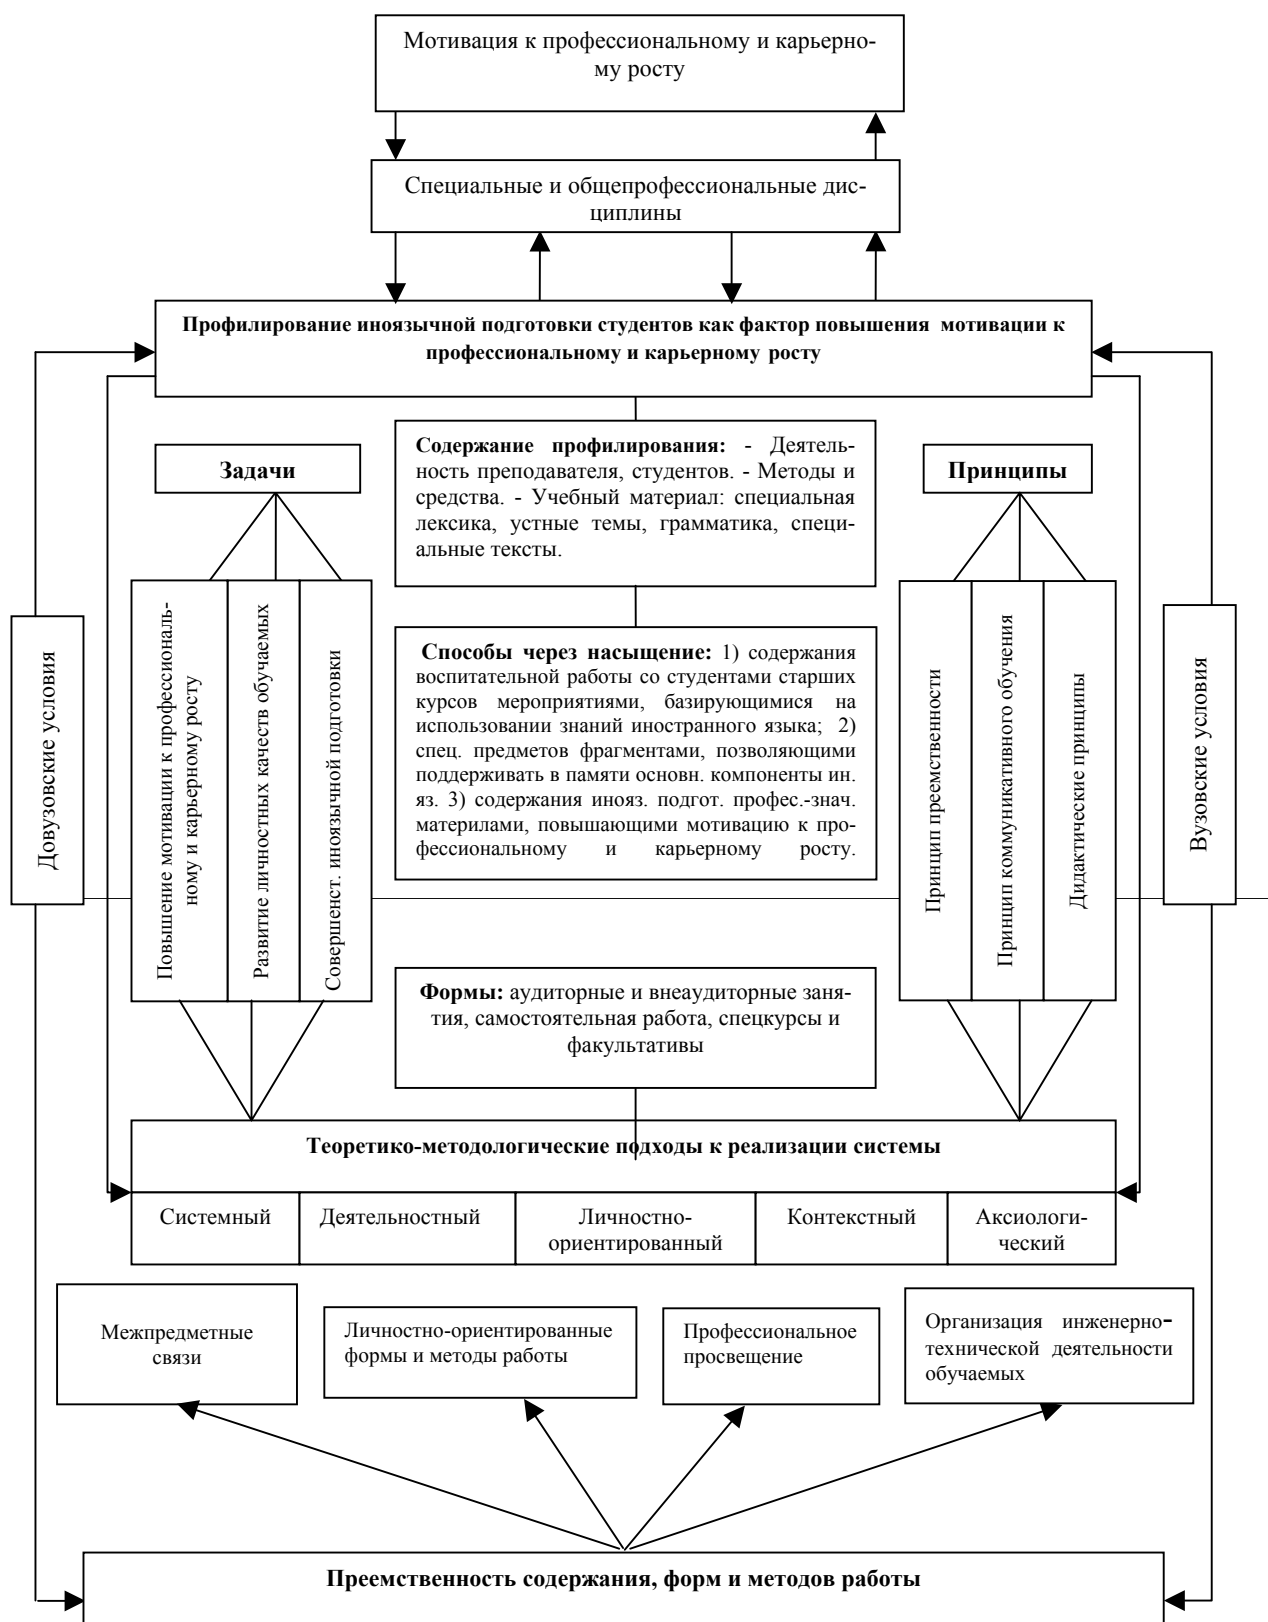 Мотивация к профессиональному и карьерно-
му росту
Специальные и общепрофессиональные дис-
циплины
Профилирование иноязычной подготовки студентов как фактор повышения мотивации к
профессиональному и карьерному росту
Содержание профилирования: - Деятель-
ность преподавателя, студентов. - Методы и
средства. - Учебный материал: специальная
лексика, устные темы, грамматика, специ-
альные тексты.
Задачи
Принципы
Довузовские условия
Повышение мотивации к профессиональ-
ному и карьерному росту
Развитие личностных качеств обучаемых
Совершенст. иноязычной подготовки
Способы через насыщение: 1) содержания
воспитательной работы со студентами старших
курсов мероприятиями, базирующимися на
использовании знаний иностранного языка; 2)
спец. предметов фрагментами, позволяющими
поддерживать в памяти основн. компоненты ин.
яз. 3) содержания инояз. подгот. профес.-знач.
материлами, повышающими мотивацию к про-
фессиональному и карьерному росту.
Принцип преемственности
Принцип коммуникативного обучения
Дидактические принципы
Вузовские условия
Формы: аудиторные и внеаудиторные заня-
тия, самостоятельная работа, спецкурсы и
факультативы
Теоретико-методологические подходы к реализации системы
Системный
Деятельностный
Личностно-
ориентированный
Контекстный
Аксиологи-
ческий
Межпредметные
связи
Личностно-ориентированные
формы и методы работы
Профессиональное
просвещение
Организация инженерно-
технической деятельности
обучаемых
Преемственность содержания, форм и методов работы